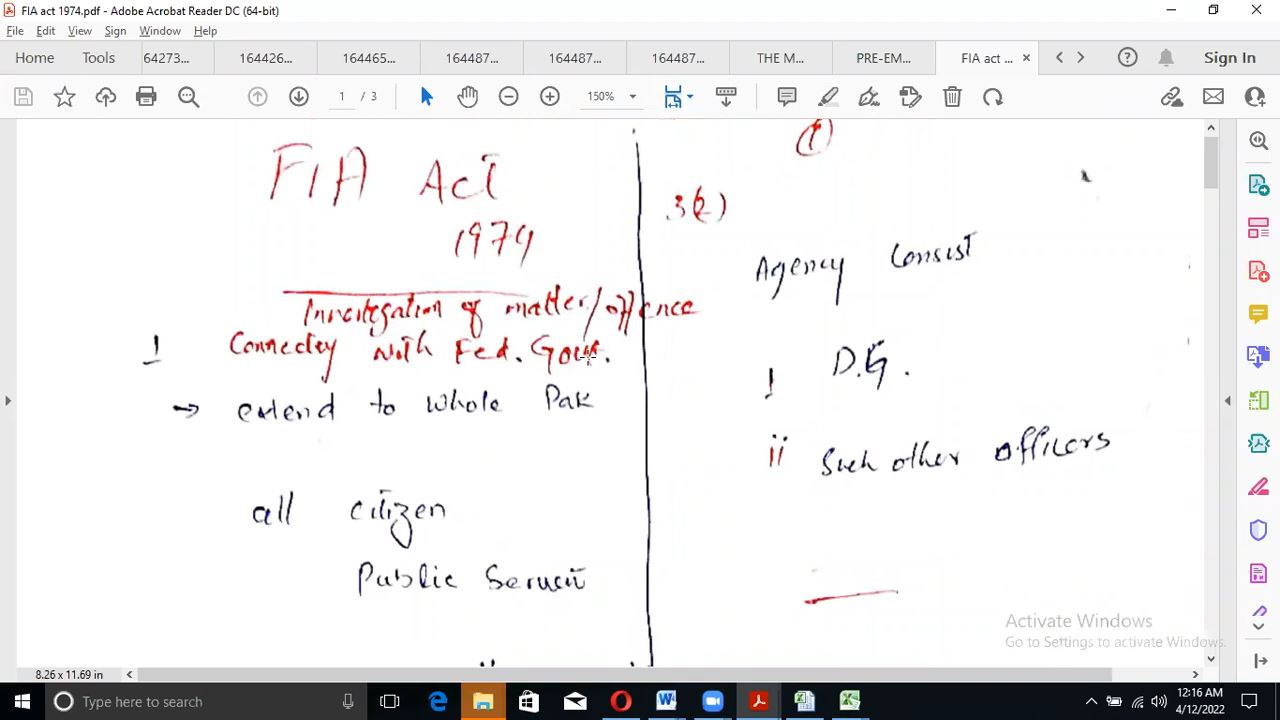 FIA act 1974.pdf - Adobe Acrobat Reader DC (64-bit)
File Edit View Sign Window Help
Home Tools 64273... 164426... 164465... 164487... 164487... 164487... THE M... PRE-EM... FIA act ... Sign In
1 / 3 150%
FIA Act
1974
Investegation of matter/offence
1 Connectey with Fed. Govt.
→ extend to whole Pak
all citizen
Public Servent
1
3(2)
Agency Consist
i D.G.
ii Such other officers
Activate Windows
Go to Settings to activate Windows.
8.26 x 11.69 in
Type here to search
12:16 AM
4/12/2022